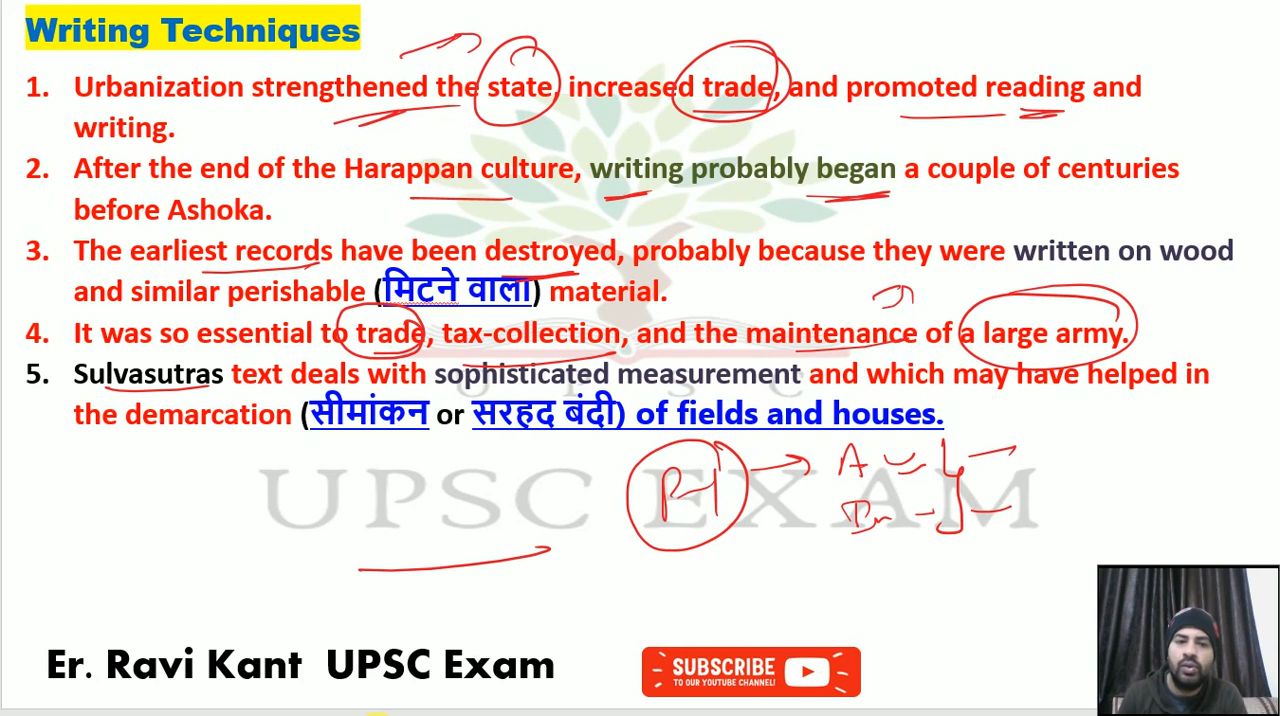 Writing Techniques
1. Urbanization strengthened the state, increased trade, and promoted reading and
writing.
2. After the end of the Harappan culture, writing probably began a couple of centuries
before Ashoka.
3. The earliest records have been destroyed, probably because they were written on wood
and similar perishable (मिटने वाला) material.
4. It was so essential to trade, tax-collection, and the maintenance of a large army.
5. Sulvasutras text deals with sophisticated measurement and which may have helped in
the demarcation (सीमांकन or सरहद बंदी) of fields and houses.
UPSC
UPSC EXAM
Er. Ravi Kant UPSC Exam
SUBSCRIBE
TO OUR YOUTUBE CHANNEL!